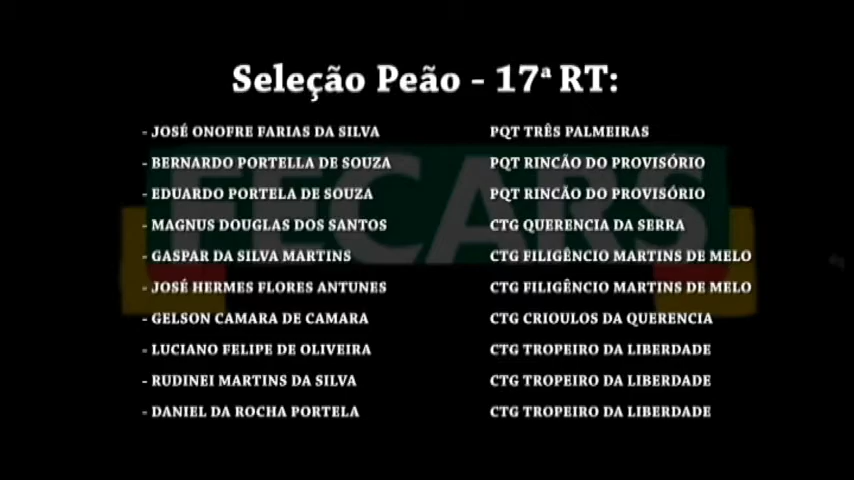 Seleção Peão - 17ª RT:
- JOSÉ ONOFRE FARIAS DA SILVA PQT TRÊS PALMEIRAS
- BERNARDO PORTELLA DE SOUZA PQT RINCÃO DO PROVISÓRIO
- EDUARDO PORTELA DE SOUZA PQT RINCÃO DO PROVISÓRIO
- MAGNUS DOUGLAS DOS SANTOS CTG QUERENCIA DA SERRA
- GASPAR DA SILVA MARTINS CTG FILIGÊNCIO MARTINS DE MELO
- JOSÉ HERMES FLORES ANTUNES CTG FILIGÊNCIO MARTINS DE MELO
- GELSON CAMARA DE CAMARA CTG CRIOULOS DA QUERENCIA
- LUCIANO FELIPE DE OLIVEIRA CTG TROPEIRO DA LIBERDADE
- RUDINEI MARTINS DA SILVA CTG TROPEIRO DA LIBERDADE
- DANIEL DA ROCHA PORTELA CTG TROPEIRO DA LIBERDADE
FECARS